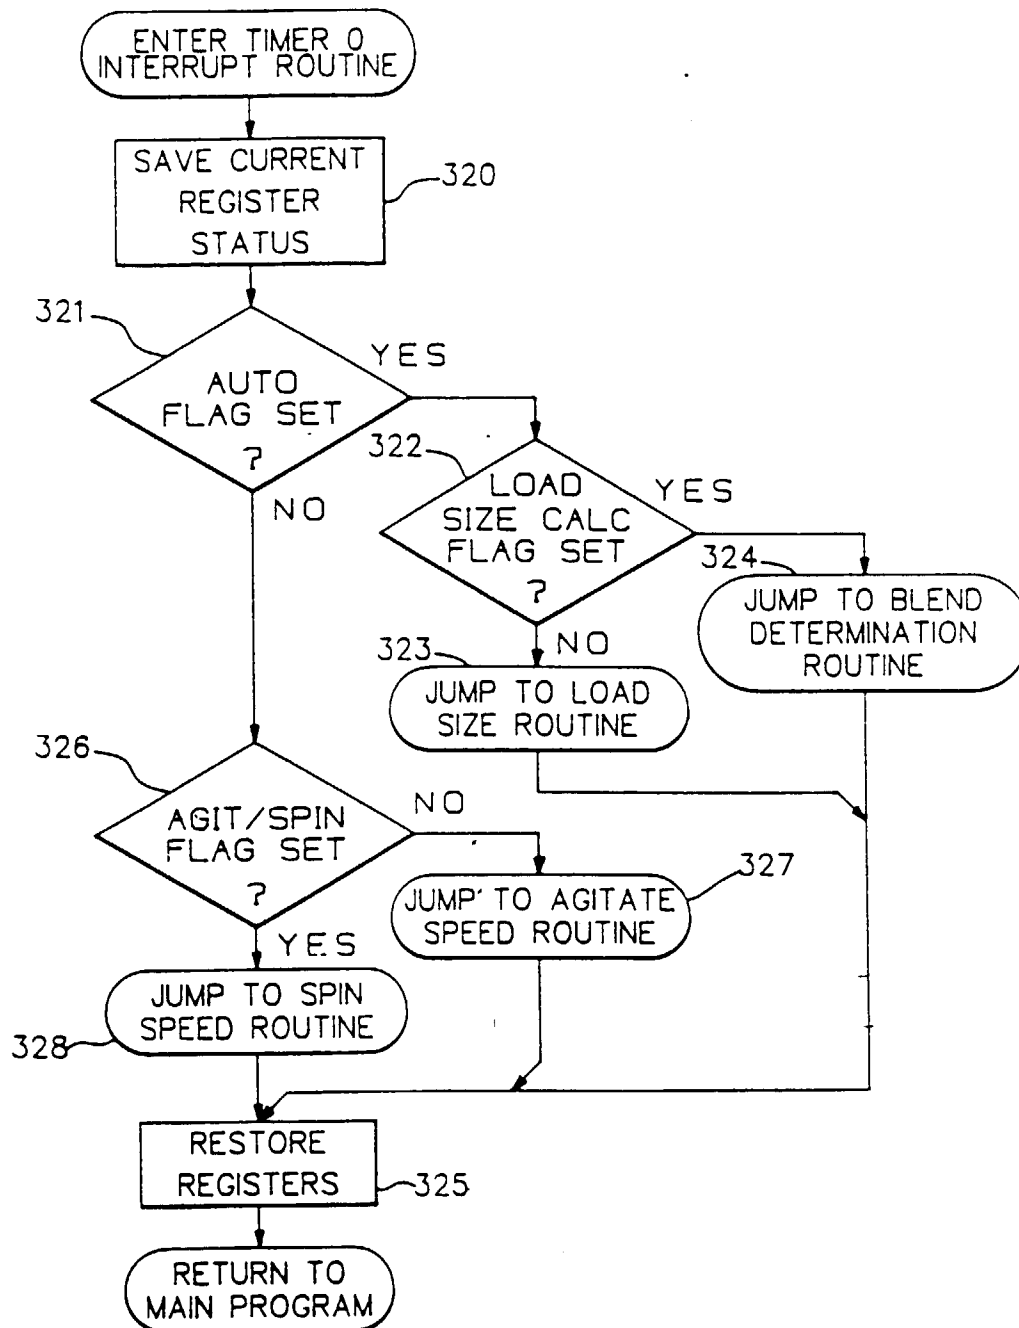 ENTER TIMER 0
INTERRUPT ROUTINE
SAVE CURRENT
REGISTER
STATUS
320
321
AUTO
FLAG SET
?
YES
NO
322
LOAD
SIZE CALC
FLAG SET
?
YES
NO
324
JUMP TO BLEND
DETERMINATION
ROUTINE
323
JUMP TO LOAD
SIZE ROUTINE
326
AGIT/SPIN
FLAG SET
?
NO
YES
327
JUMP TO AGITATE
SPEED ROUTINE
JUMP TO SPIN
SPEED ROUTINE
328
RESTORE
REGISTERS
325
RETURN TO
MAIN PROGRAM